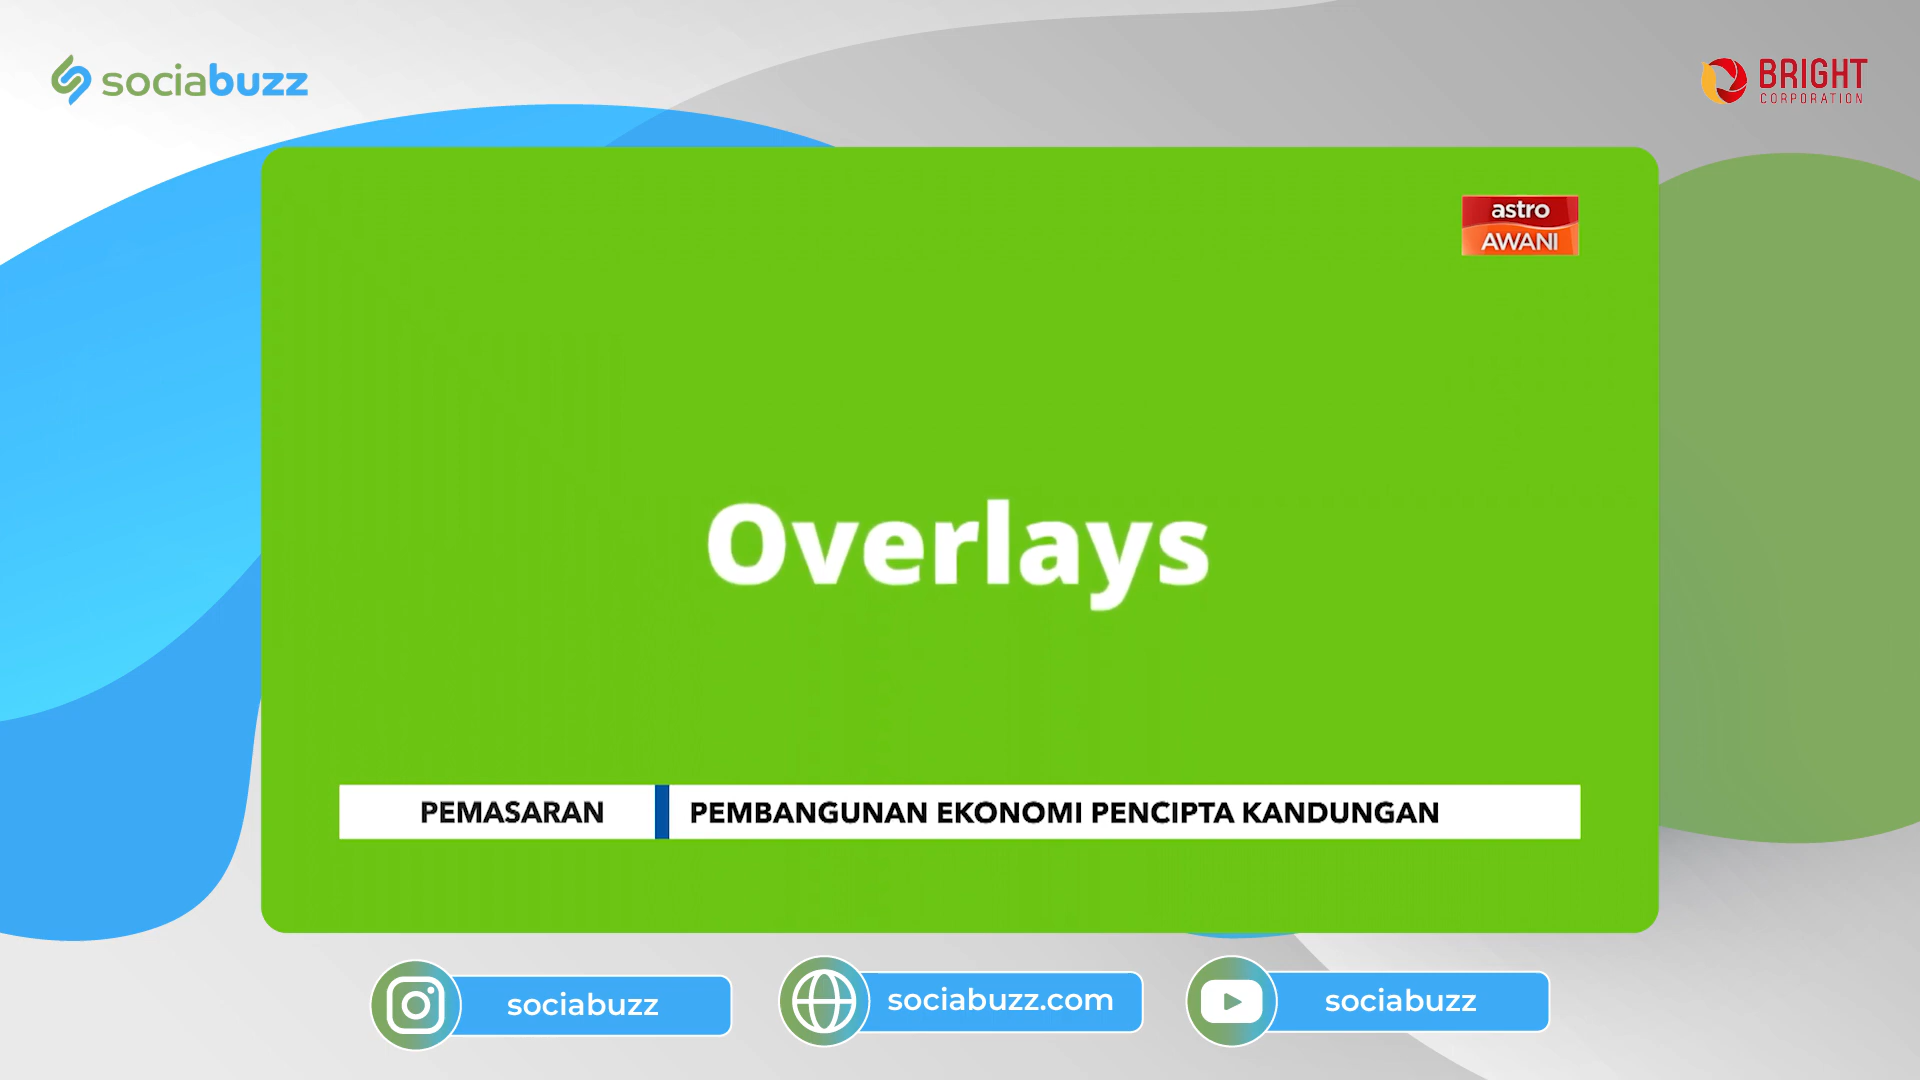 sociabuzz
BRIGHT
CORPORATION
astro
AWANI
Overlays
PEMASARAN
PEMBANGUNAN EKONOMI PENCIPTA KANDUNGAN
sociabuzz
sociabuzz.com
sociabuzz